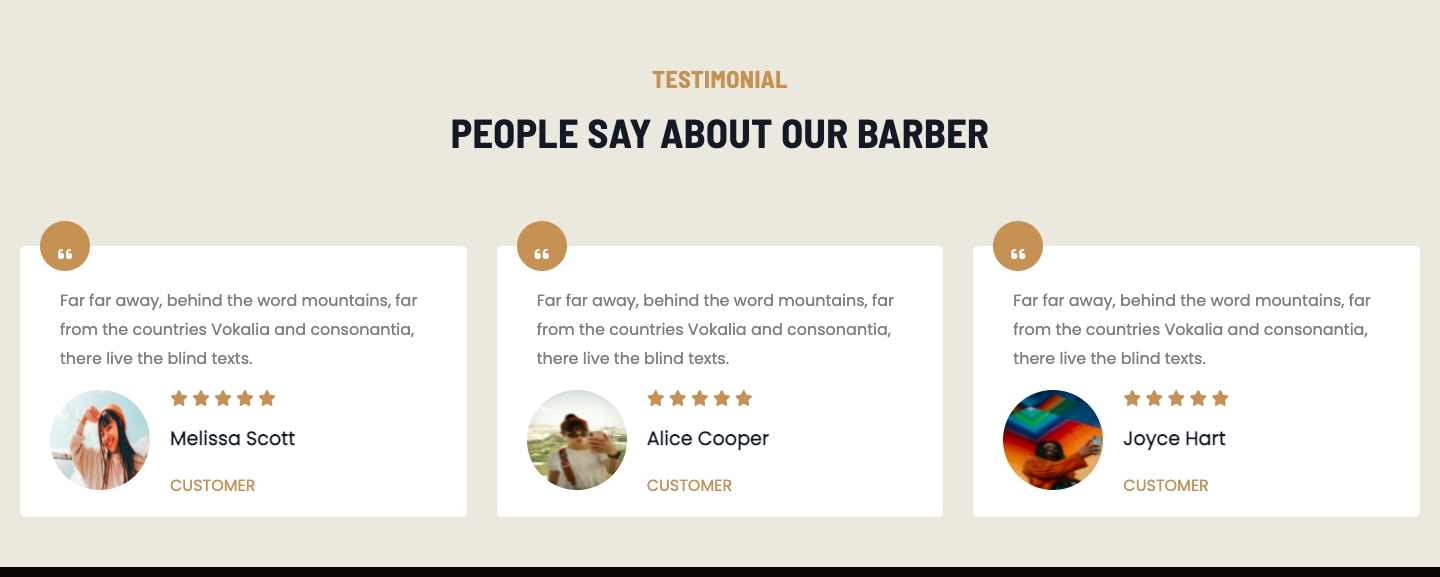 TESTIMONIAL
PEOPLE SAY ABOUT OUR BARBER
“
Far far away, behind the word mountains, far
from the countries Vokalia and consonantia,
there live the blind texts.
Melissa Scott
CUSTOMER
“
Far far away, behind the word mountains, far
from the countries Vokalia and consonantia,
there live the blind texts.
Alice Cooper
CUSTOMER
“
Far far away, behind the word mountains, far
from the countries Vokalia and consonantia,
there live the blind texts.
Joyce Hart
CUSTOMER